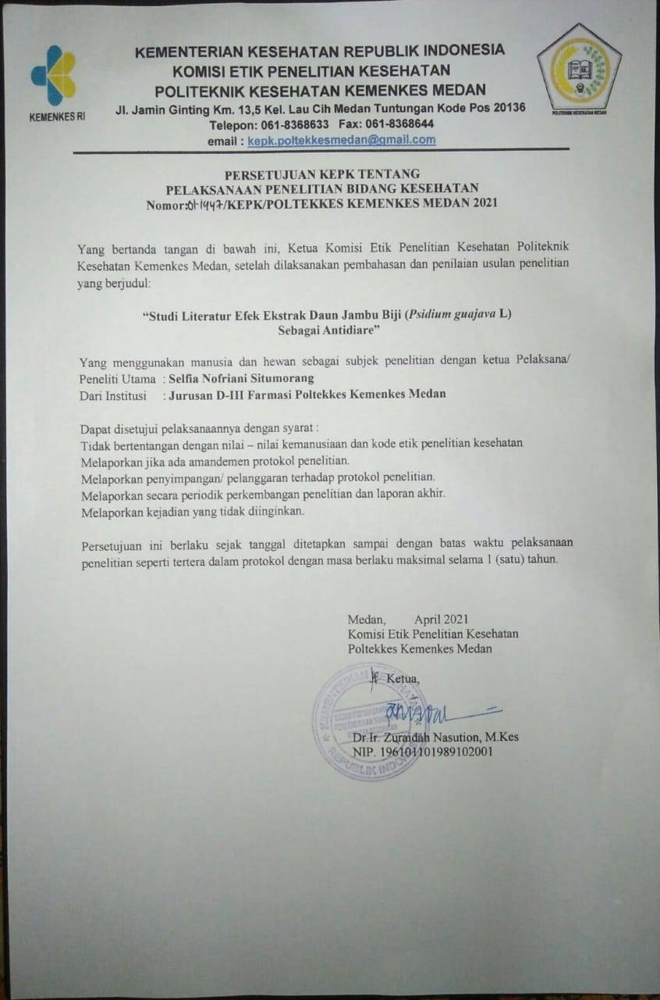 KEMENTERIAN KESEHATAN REPUBLIK INDONESIA
KOMISI ETIK PENELITIAN KESEHATAN
POLITEKNIK KESEHATAN KEMENKES MEDAN
Jl. Jamin Ginting Km. 13,5 Kel. Lau Cih Medan Tuntungan Kode Pos 20136
Telepon: 061-8368633 Fax: 061-8368644
email : kepk.poltekkesmedan@gmail.com
KEMENKES RI
POLITEKNIK KESEHATAN MEDAN
PERSETUJUAN KEPK TENTANG
PELAKSANAAN PENELITIAN BIDANG KESEHATAN
Nomor: /KEPK/POLTEKKES KEMENKES MEDAN 2021
Yang bertanda tangan di bawah ini, Ketua Komisi Etik Penelitian Kesehatan Politeknik
Kesehatan Kemenkes Medan, setelah dilaksanakan pembahasan dan penilaian usulan penelitian
yang berjudul:
“Studi Literatur Efek Ekstrak Daun Jambu Biji (Psidium guajava L)
Sebagai Antidiare”
Yang menggunakan manusia dan hewan sebagai subjek penelitian dengan ketua Pelaksana/
Peneliti Utama : Selfia Nofriani Situmorang
Dari Institusi : Jurusan D-III Farmasi Poltekkes Kemenkes Medan
Dapat disetujui pelaksanaannya dengan syarat :
Tidak bertentangan dengan nilai – nilai kemanusiaan dan kode etik penelitian kesehatan
Melaporkan jika ada amandemen protokol penelitian.
Melaporkan penyimpangan/ pelanggaran terhadap protokol penelitian.
Melaporkan secara periodik perkembangan penelitian dan laporan akhir.
Melaporkan kejadian yang tidak diinginkan.
Persetujuan ini berlaku sejak tanggal ditetapkan sampai dengan batas waktu pelaksanaan
penelitian seperti tertera dalam protokol dengan masa berlaku maksimal selama 1 (satu) tahun.
Medan, April 2021
Komisi Etik Penelitian Kesehatan
Poltekkes Kemenkes Medan
Ketua,
KEMENTERIAN KESEHATAN
REPUBLIK INDONESIA
Dr.Ir. Zuraidah Nasution, M.Kes
NIP. 196101101989102001